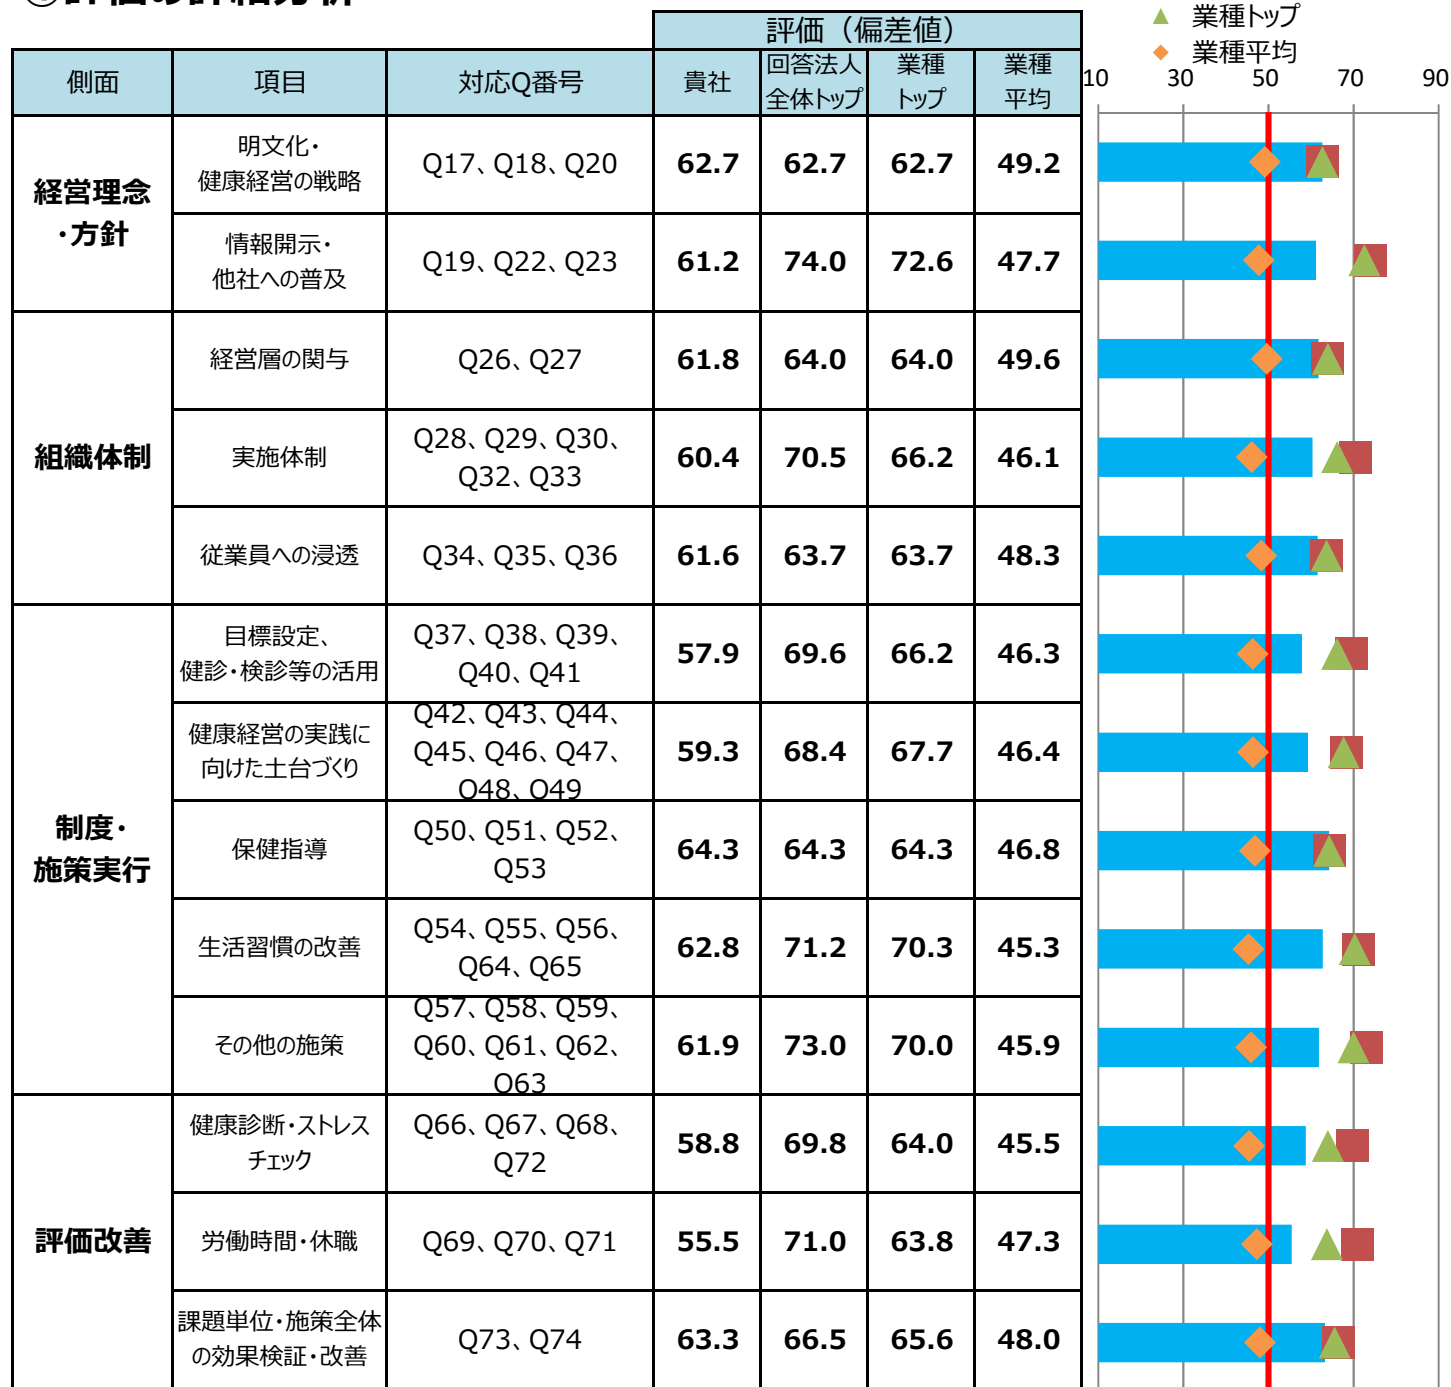 評価の詳細分析
業種トップ
業種平均
評価（偏差値）
側面 項目 対応Q番号 貴社 回答法人全体トップ 業種トップ 業種平均
10 30 50 70 90
経営理念・方針
明文化・健康経営の戦略 Q17、Q18、Q20 62.7 62.7 62.7 49.2
情報開示・他社への普及 Q19、Q22、Q23 61.2 74.0 72.6 47.7
組織体制
経営層の関与 Q26、Q27 61.8 64.0 64.0 49.6
実施体制 Q28、Q29、Q30、Q32、Q33 60.4 70.5 66.2 46.1
従業員への浸透 Q34、Q35、Q36 61.6 63.7 63.7 48.3
制度・施策実行
目標設定、健診・検診等の活用 Q37、Q38、Q39、Q40、Q41 57.9 69.6 66.2 46.3
健康経営の実践に向けた土台づくり Q42、Q43、Q44、Q45、Q46、Q47、Q48、Q49 59.3 68.4 67.7 46.4
保健指導 Q50、Q51、Q52、Q53 64.3 64.3 64.3 46.8
生活習慣の改善 Q54、Q55、Q56、Q64、Q65 62.8 71.2 70.3 45.3
その他の施策 Q57、Q58、Q59、Q60、Q61、Q62、Q63 61.9 73.0 70.0 45.9
評価改善
健康診断・ストレスチェック Q66、Q67、Q68、Q72 58.8 69.8 64.0 45.5
労働時間・休職 Q69、Q70、Q71 55.5 71.0 63.8 47.3
課題単位・施策全体の効果検証・改善 Q73、Q74 63.3 66.5 65.6 48.0